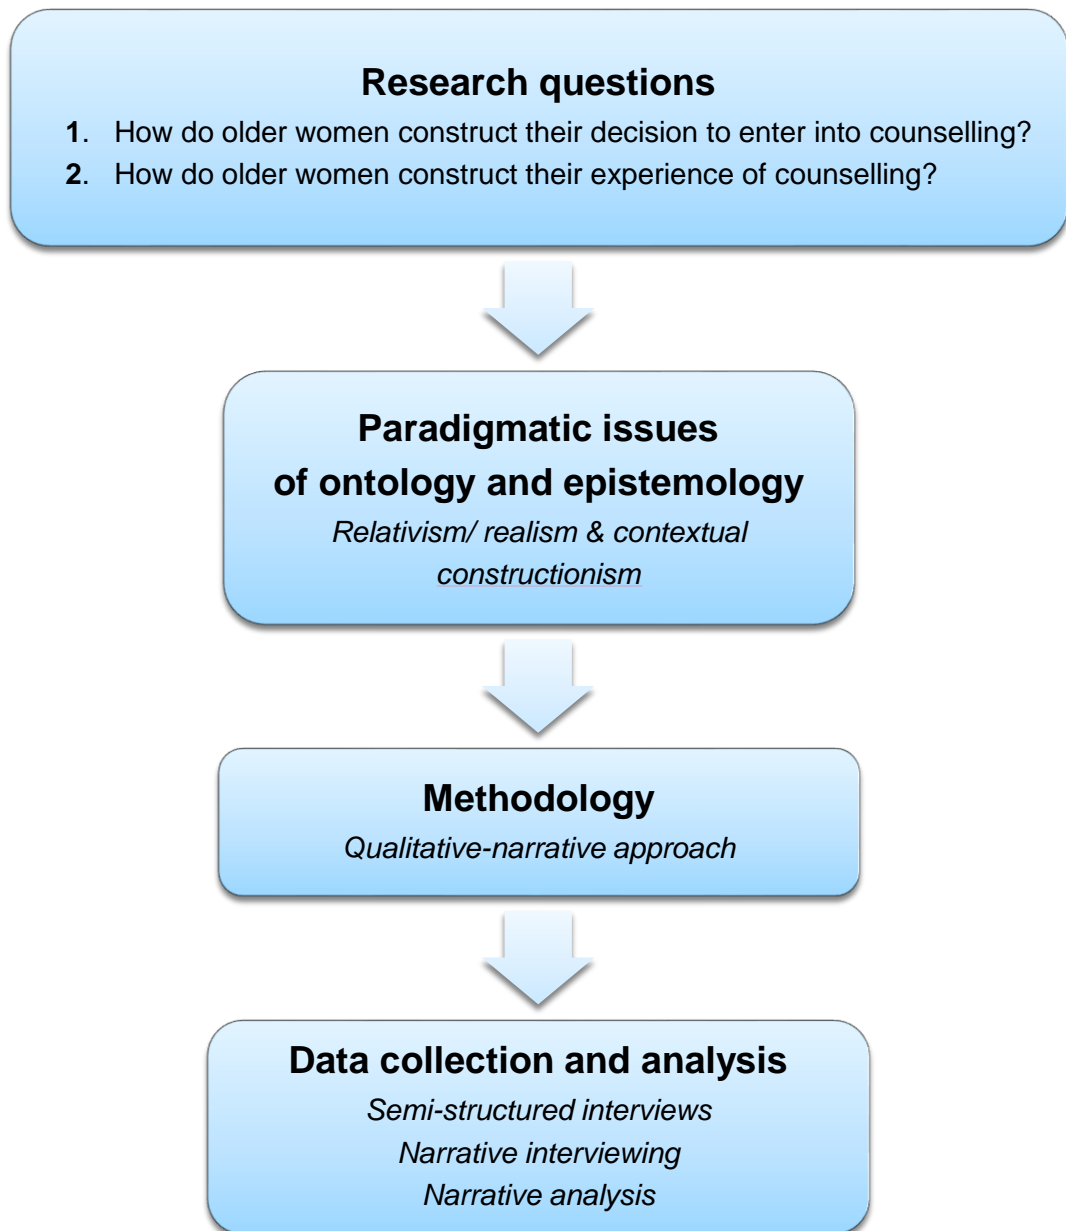 Research questions
1. How do older women construct their decision to enter into counselling?
2. How do older women construct their experience of counselling?
Paradigmatic issues
of ontology and epistemology
Relativism/ realism & contextual
constructionism
Methodology
Qualitative-narrative approach
Data collection and analysis
Semi-structured interviews
Narrative interviewing
Narrative analysis